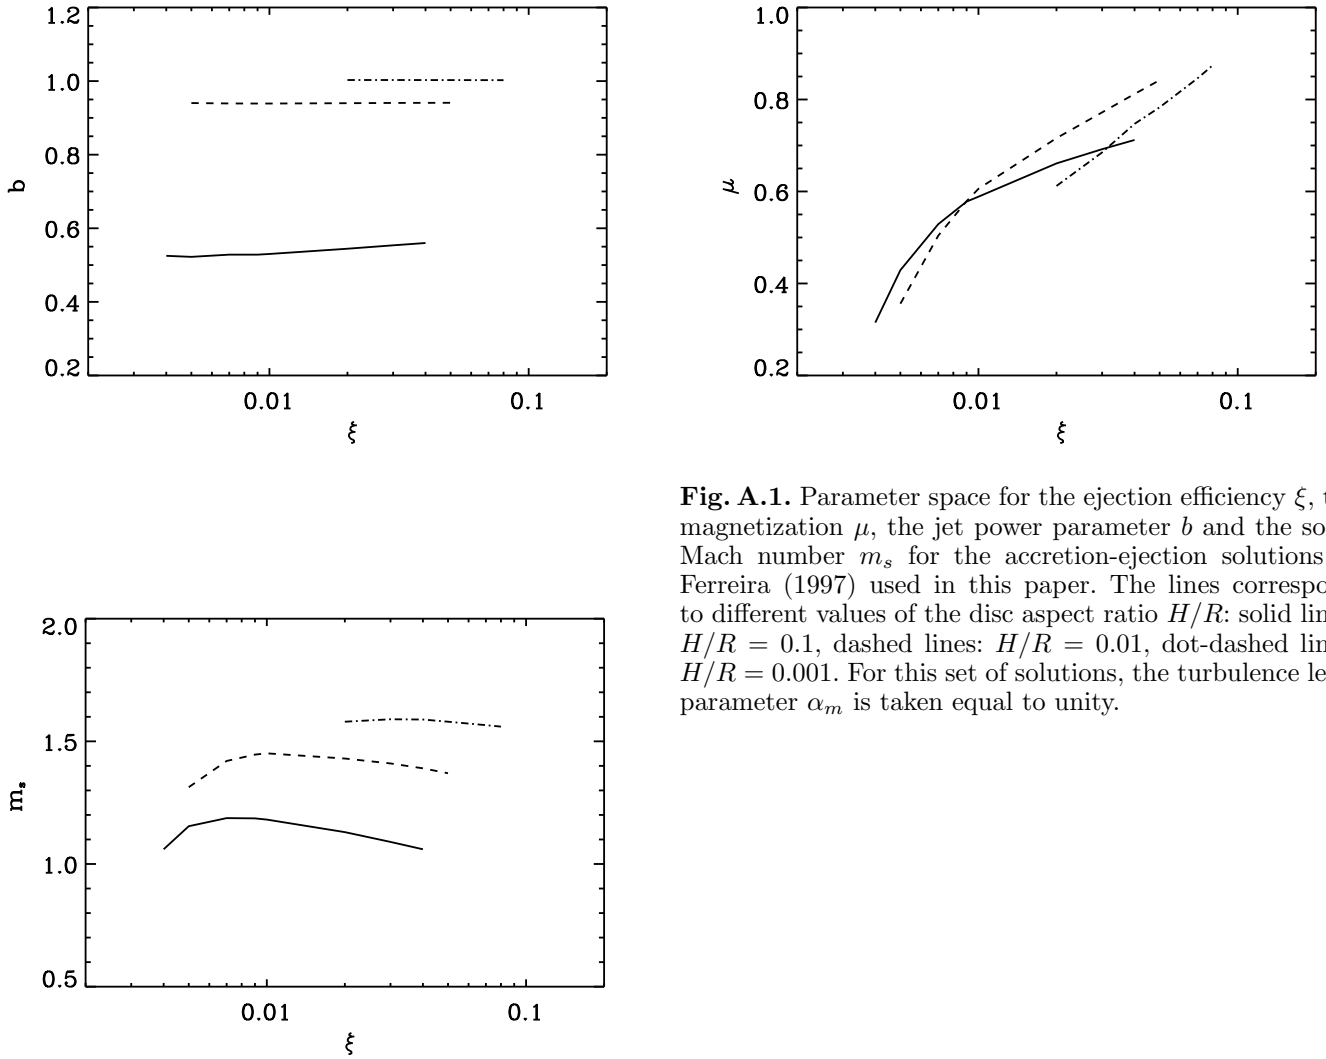 1.2
1.0
0.8
0.6
0.4
0.2
b
0.01 0.1
ξ
1.0
0.8
0.6
0.4
0.2
μ
0.01 0.1
ξ
Fig. A.1. Parameter space for the ejection efficiency ξ,
magnetization μ, the jet power parameter b and the
Mach number m_s for the accretion-ejection solutions
Ferreira (1997) used in this paper. The lines
to different values of the disc aspect ratio H/R: solid
H/R = 0.1, dashed lines: H/R = 0.01, dot-dashed
H/R = 0.001. For this set of solutions, the turbulence
parameter α_m is taken equal to unity.
2.0
1.5
1.0
0.5
m_s
0.01 0.1
ξ